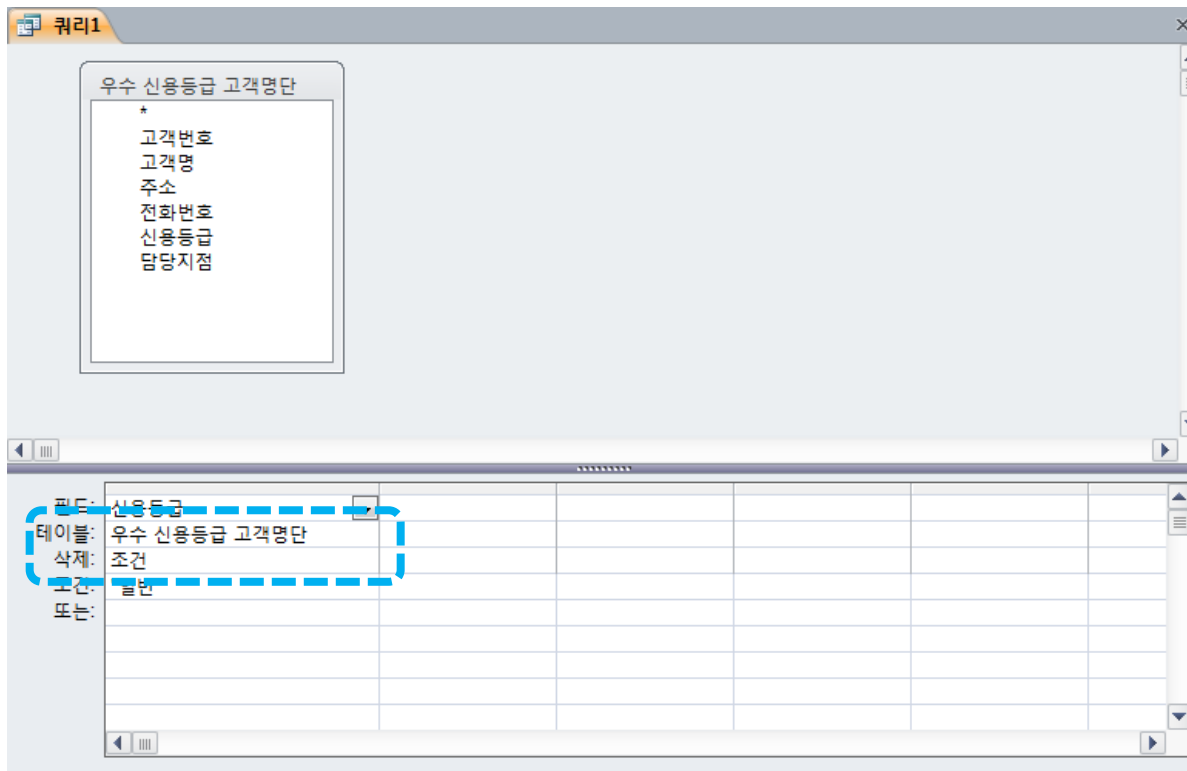 쿼리1
우수 신용등급 고객명단
*
고객번호
고객명
주소
전화번호
신용등급
담당지점
필드: 신용등급
테이블: 우수 신용등급 고객명단
삭제: 조건
조건: "일반"
또는: